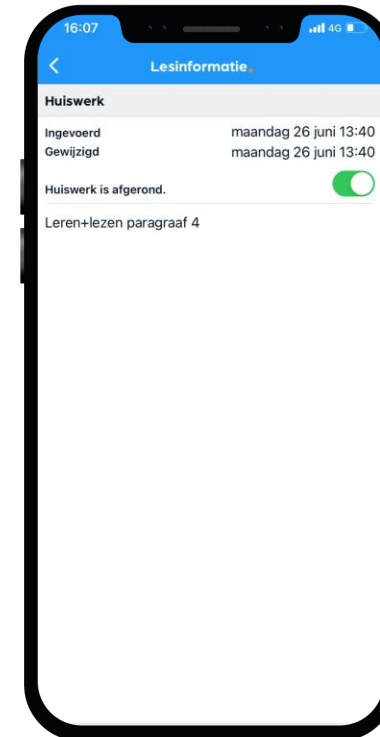 16:07
4G
Lesinformatie.
Huiswerk
Ingevoerd maandag 26 juni 13:40
Gewijzigd maandag 26 juni 13:40
Huiswerk is afgerond.
Leren+lezen paragraaf 4